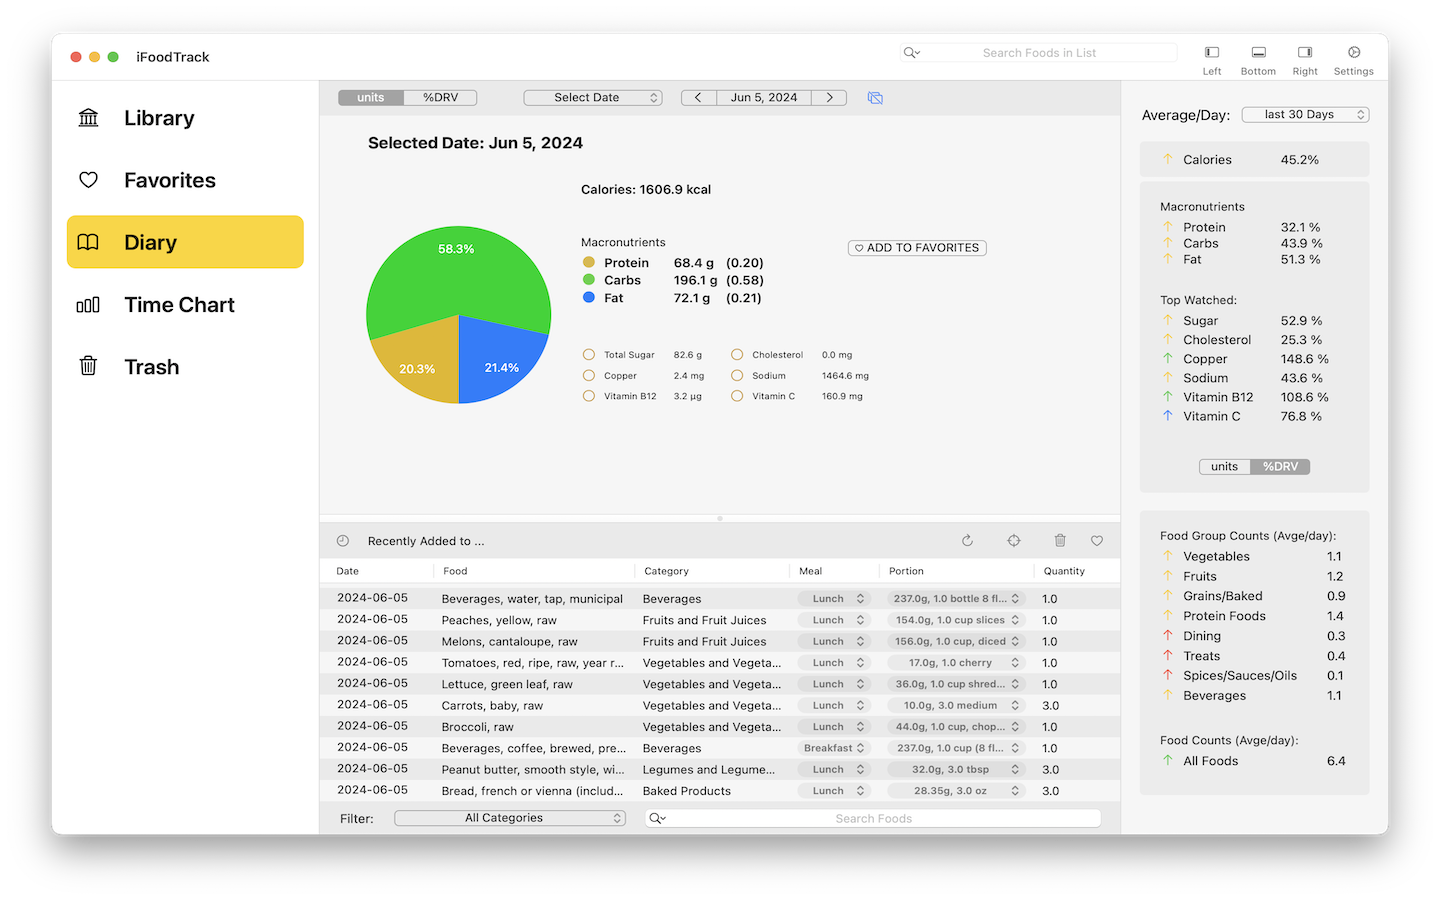 iFoodTrack
Search Foods in List
Left Bottom Right Settings
Library
Favorites
Diary
Time Chart
Trash
units %DRV Select Date Jun 5, 2024
Selected Date: Jun 5, 2024
Calories: 1606.9 kcal
58.3%
20.3%
21.4%
Macronutrients
Protein 68.4 g (0.20)
Carbs 196.1 g (0.58)
Fat 72.1 g (0.21)
ADD TO FAVORITES
Total Sugar 82.6 g Cholesterol 0.0 mg
Copper 2.4 mg Sodium 1464.6 mg
Vitamin B12 3.2 µg Vitamin C 160.9 mg
Recently Added to ...
Date Food Category Meal Portion Quantity
2024-06-05 Beverages, water, tap, municipal Beverages Lunch 237.0g, 1.0 bottle 8 fl... 1.0
2024-06-05 Peaches, yellow, raw Fruits and Fruit Juices Lunch 154.0g, 1.0 cup slices 1.0
2024-06-05 Melons, cantaloupe, raw Fruits and Fruit Juices Lunch 156.0g, 1.0 cup, diced 1.0
2024-06-05 Tomatoes, red, ripe, raw, year r... Vegetables and Vegeta... Lunch 17.0g, 1.0 cherry 1.0
2024-06-05 Lettuce, green leaf, raw Vegetables and Vegeta... Lunch 36.0g, 1.0 cup shred... 1.0
2024-06-05 Carrots, baby, raw Vegetables and Vegeta... Lunch 10.0g, 3.0 medium 3.0
2024-06-05 Broccoli, raw Vegetables and Vegeta... Lunch 44.0g, 1.0 cup, chop... 1.0
2024-06-05 Beverages, coffee, brewed, pre... Beverages Breakfast 237.0g, 1.0 cup (8 fl... 1.0
2024-06-05 Peanut butter, smooth style, wi... Legumes and Legume... Lunch 32.0g, 3.0 tbsp 3.0
2024-06-05 Bread, french or vienna (includ... Baked Products Lunch 28.35g, 3.0 oz 3.0
Filter: All Categories Search Foods
Average/Day: last 30 Days
Calories 45.2%
Macronutrients
Protein 32.1 %
Carbs 43.9 %
Fat 51.3 %
Top Watched:
Sugar 52.9 %
Cholesterol 25.3 %
Copper 148.6 %
Sodium 43.6 %
Vitamin B12 108.6 %
Vitamin C 76.8 %
units %DRV
Food Group Counts (Avge/day):
Vegetables 1.1
Fruits 1.2
Grains/Baked 0.9
Protein Foods 1.4
Dining 0.3
Treats 0.4
Spices/Sauces/Oils 0.1
Beverages 1.1
Food Counts (Avge/day):
All Foods 6.4